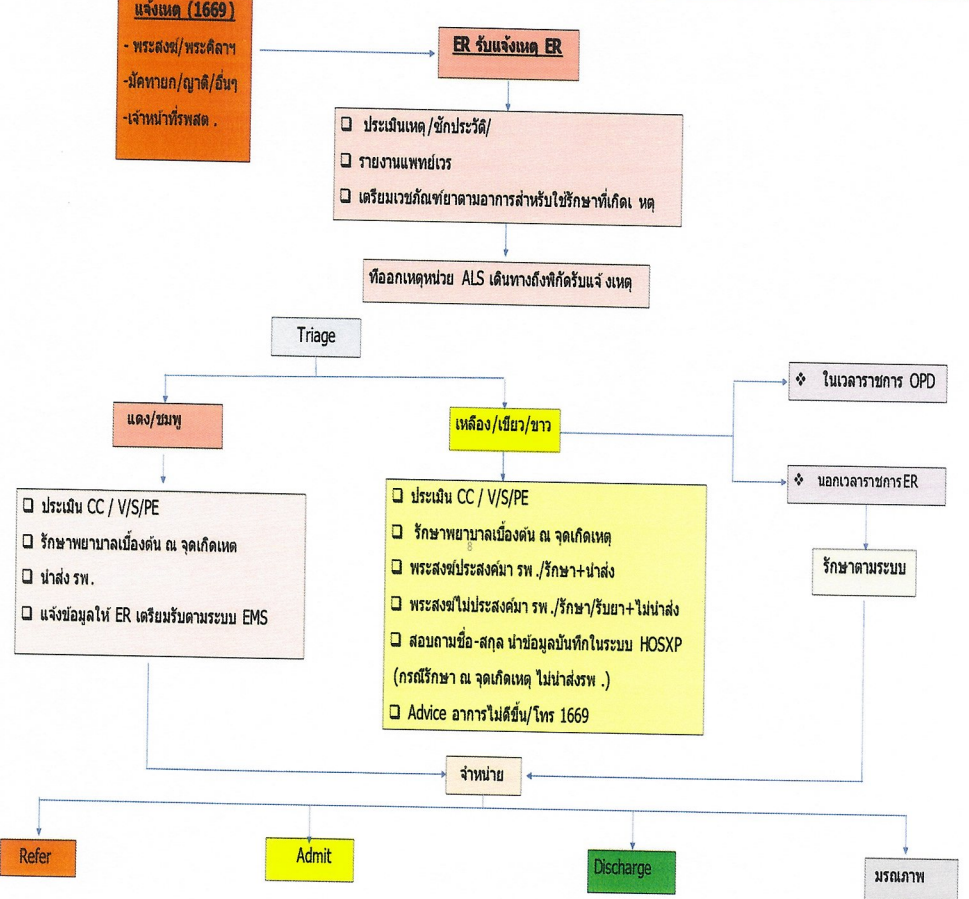 แจ้งเหตุ (1669)
- พระสงฆ์/พระคิลาฯ
-มัคทายก/ญาติ/อื่นๆ
-เจ้าหน้าที่รพสต .
ER รับแจ้งเหตุ ER
❑ ประเมินเหตุ/ซักประวัติ/
❑ รายงานแพทย์เวร
❑ เตรียมเวชภัณฑ์ยาตามอาการสำหรับใช้รักษาที่เกิดเ หตุ
ทีออกเหตุหน่วย ALS เดินทางถึงพิกัดรับแจ้ งเหตุ
Triage
แดง/ชมพู
เหลือง/เขียว/ขาว
❖ ในเวลาราชการ OPD
❖ นอกเวลาราชการER
รักษาตามระบบ
❑ ประเมิน CC / V/S/PE
❑ รักษาพยาบาลเบื้องต้น ณ จุดเกิดเหต
❑ นำส่ง รพ.
❑ แจ้งข้อมูลให้ ER เตรียมรับตามระบบ EMS
❑ ประเมิน CC / V/S/PE
❑ รักษาพยาบาลเบื้องต้น ณ จุดเกิดเหตุ
8
❑ พระสงฆ์ประสงค์มา รพ./รักษา+นำส่ง
❑ พระสงฆ์ไม่ประสงค์มา รพ./รักษา/รับยา+ไม่นำส่ง
❑ สอบถามชื่อ-สกุล นำข้อมูลบันทึกในระบบ HOSXP
(กรณีรักษา ณ จุดเกิดเหตุ ไม่นำส่งรพ .)
❑ Advice อาการไม่ดีขึ้น/โทร 1669
จำหน่าย
Refer
Admit
Discharge
มรณภาพ